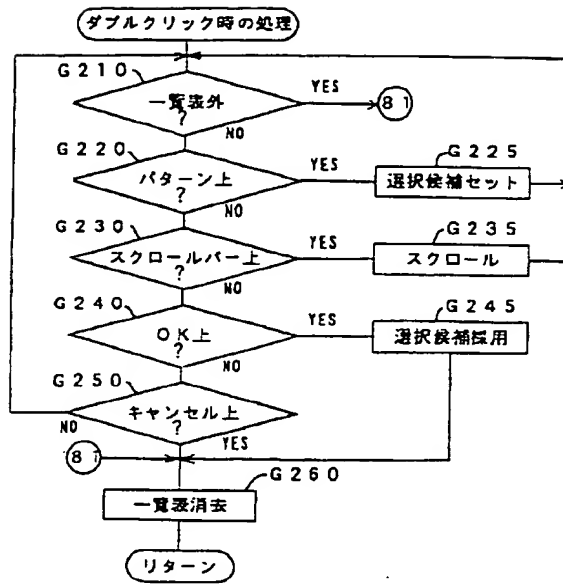 ダブルクリック時の処理
G210
一覧表外
?
YES
81
NO
G220
パターン上
?
YES
G225
選択候補セット
NO
G230
スクロールバー上
?
YES
G235
スクロール
NO
G240
OK上
?
YES
G245
選択候補採用
NO
G250
キャンセル上
?
NO
YES
81
G260
一覧表消去
リターン